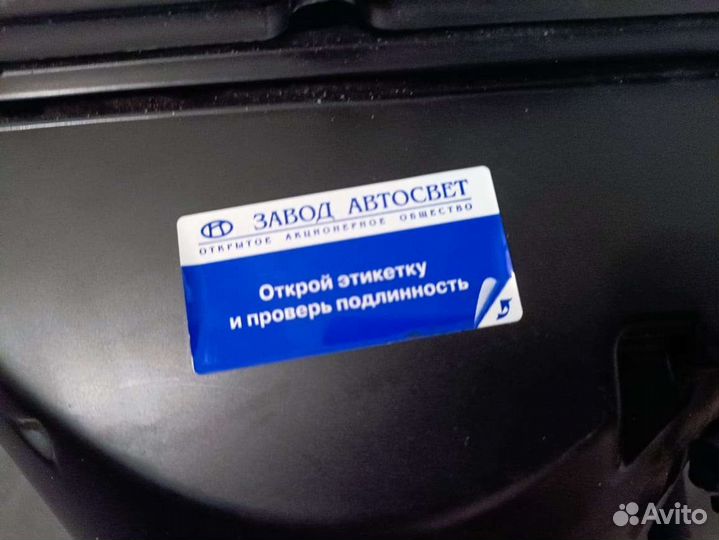 ЗАВОД АВТОСВЕТ
ОТКРЫТОЕ АКЦИОНЕРНОЕ ОБЩЕСТВО
Открой этикетку
и проверь подлинность
Avito